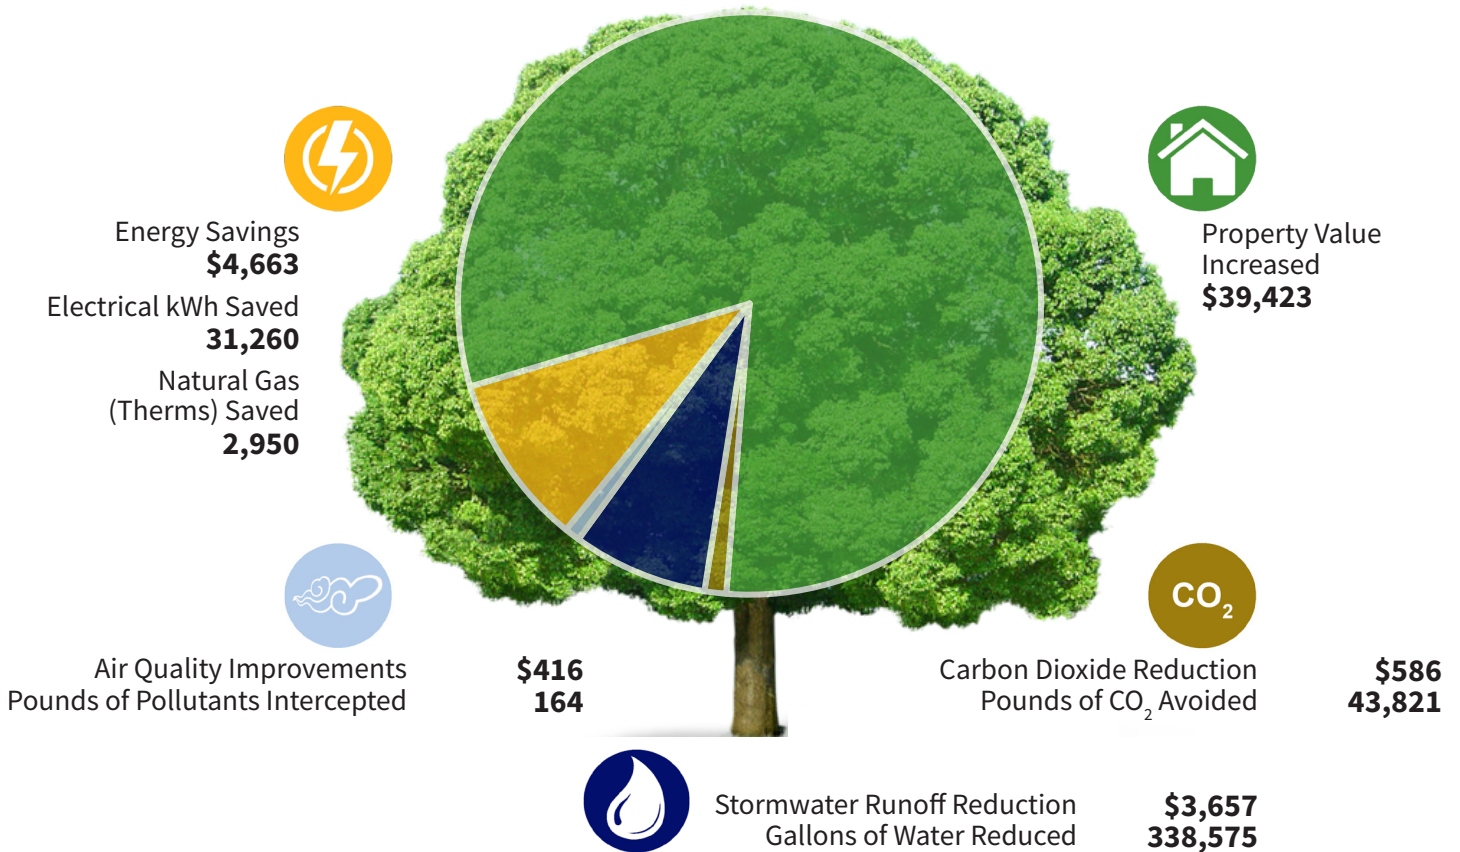 Energy Savings
$4,663
Electrical kWh Saved
31,260
Natural Gas
(Therms) Saved
2,950
Property Value
Increased
$39,423
Air Quality Improvements $416
Pounds of Pollutants Intercepted 164
CO2
Carbon Dioxide Reduction $586
Pounds of CO2 Avoided 43,821
Stormwater Runoff Reduction $3,657
Gallons of Water Reduced 338,575